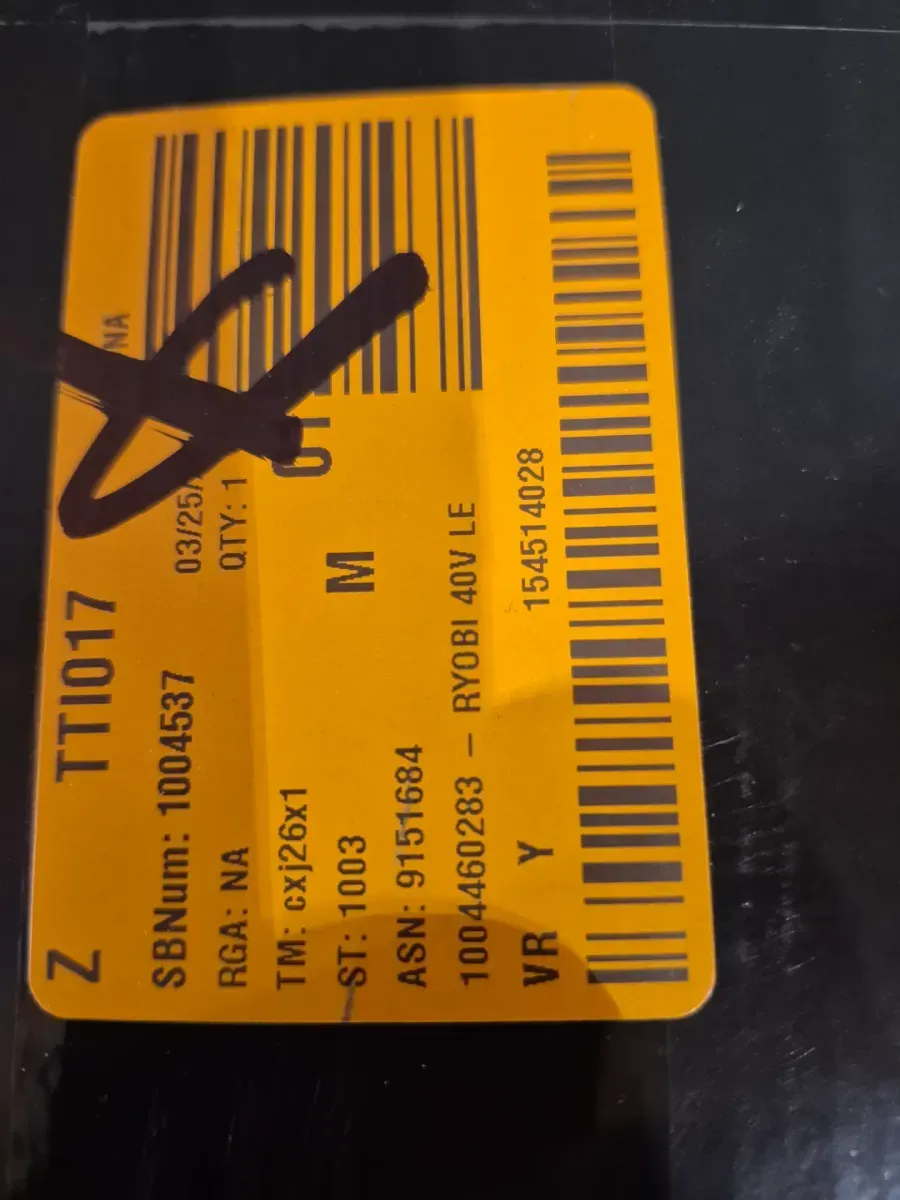 Z TTI017 NA
SBNum: 1004537 03/25/
RGA: NA QTY: 1
TM: cxj26x1
ST: 1003 M
ASN: 9151684
1004460283 – RYOBI 40V LE
VR Y 154514028